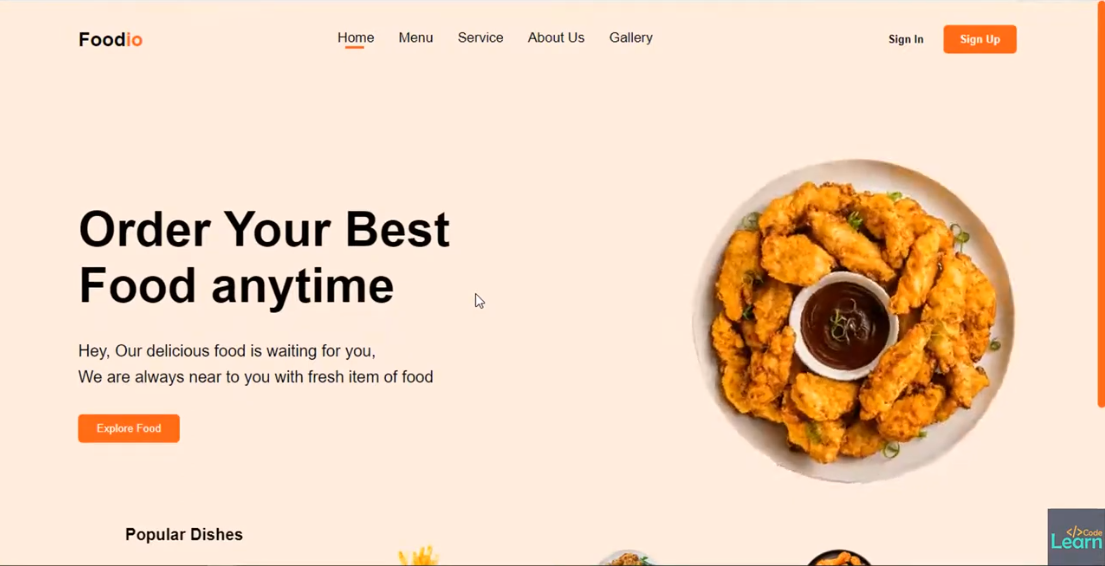 Foodio
Home Menu Service About Us Gallery
Sign In Sign Up
Order Your Best
Food anytime
Hey, Our delicious food is waiting for you,
We are always near to you with fresh item of food
Explore Food
Popular Dishes
</>Code
Learn